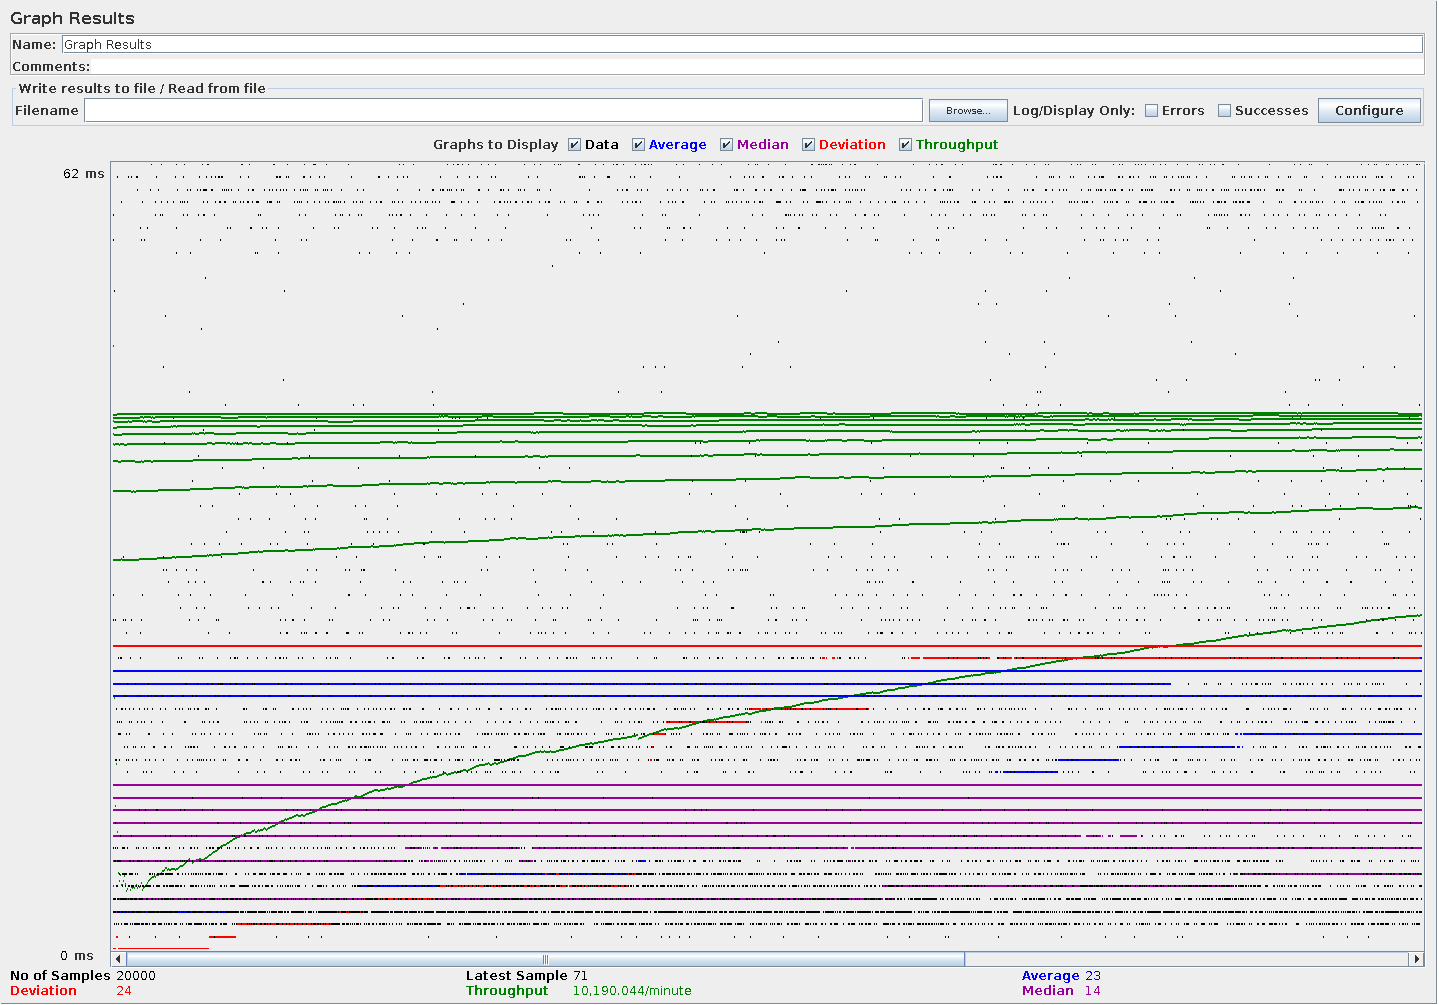 Graph Results
Name: Graph Results
Comments:
Write results to file / Read from file
Filename Browse... Log/Display Only: Errors Successes Configure
Graphs to Display Data Average Median Deviation Throughput
62 ms
0 ms
No of Samples 20000 Latest Sample 71 Average 23
Deviation 24 Throughput 10,190.044/minute Median 14